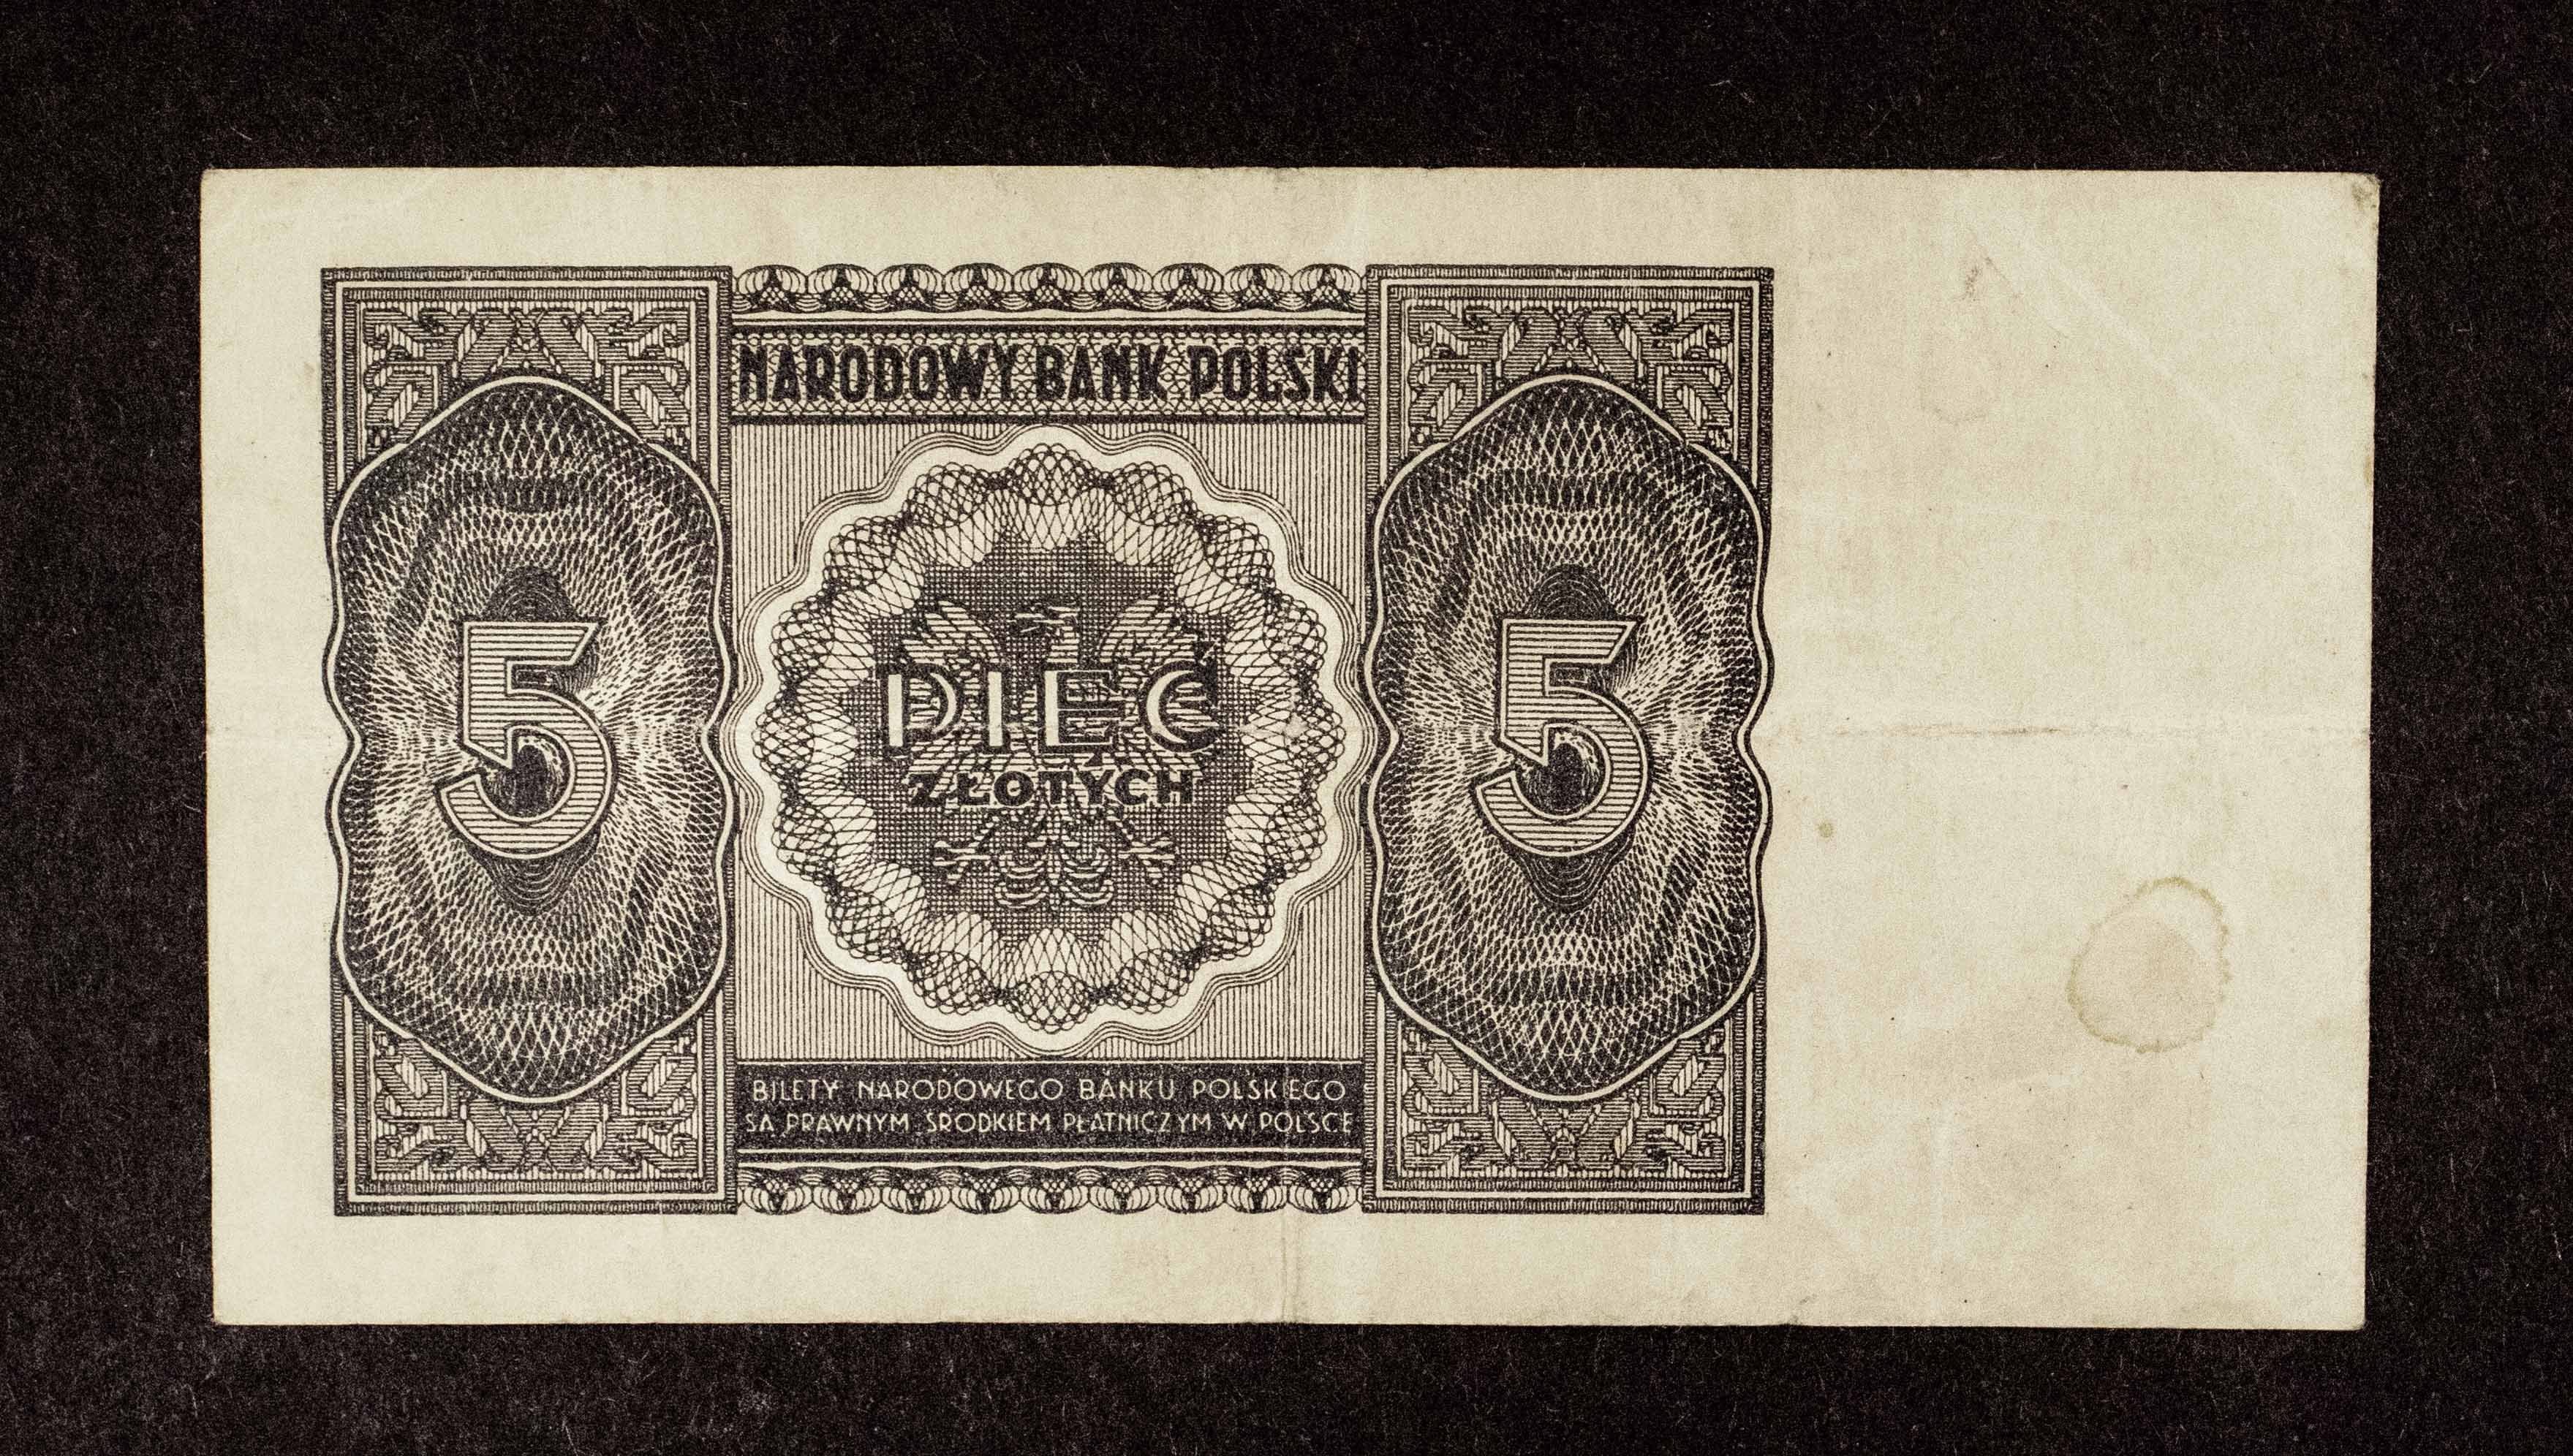 NARODOWY BANK POLSKI
5
PIĘĆ
ZŁOTYCH
5
BILETY NARODOWEGO BANKU POLSKIEGO
SĄ PRAWNYM ŚRODKIEM PŁATNICZYM W POLSCE